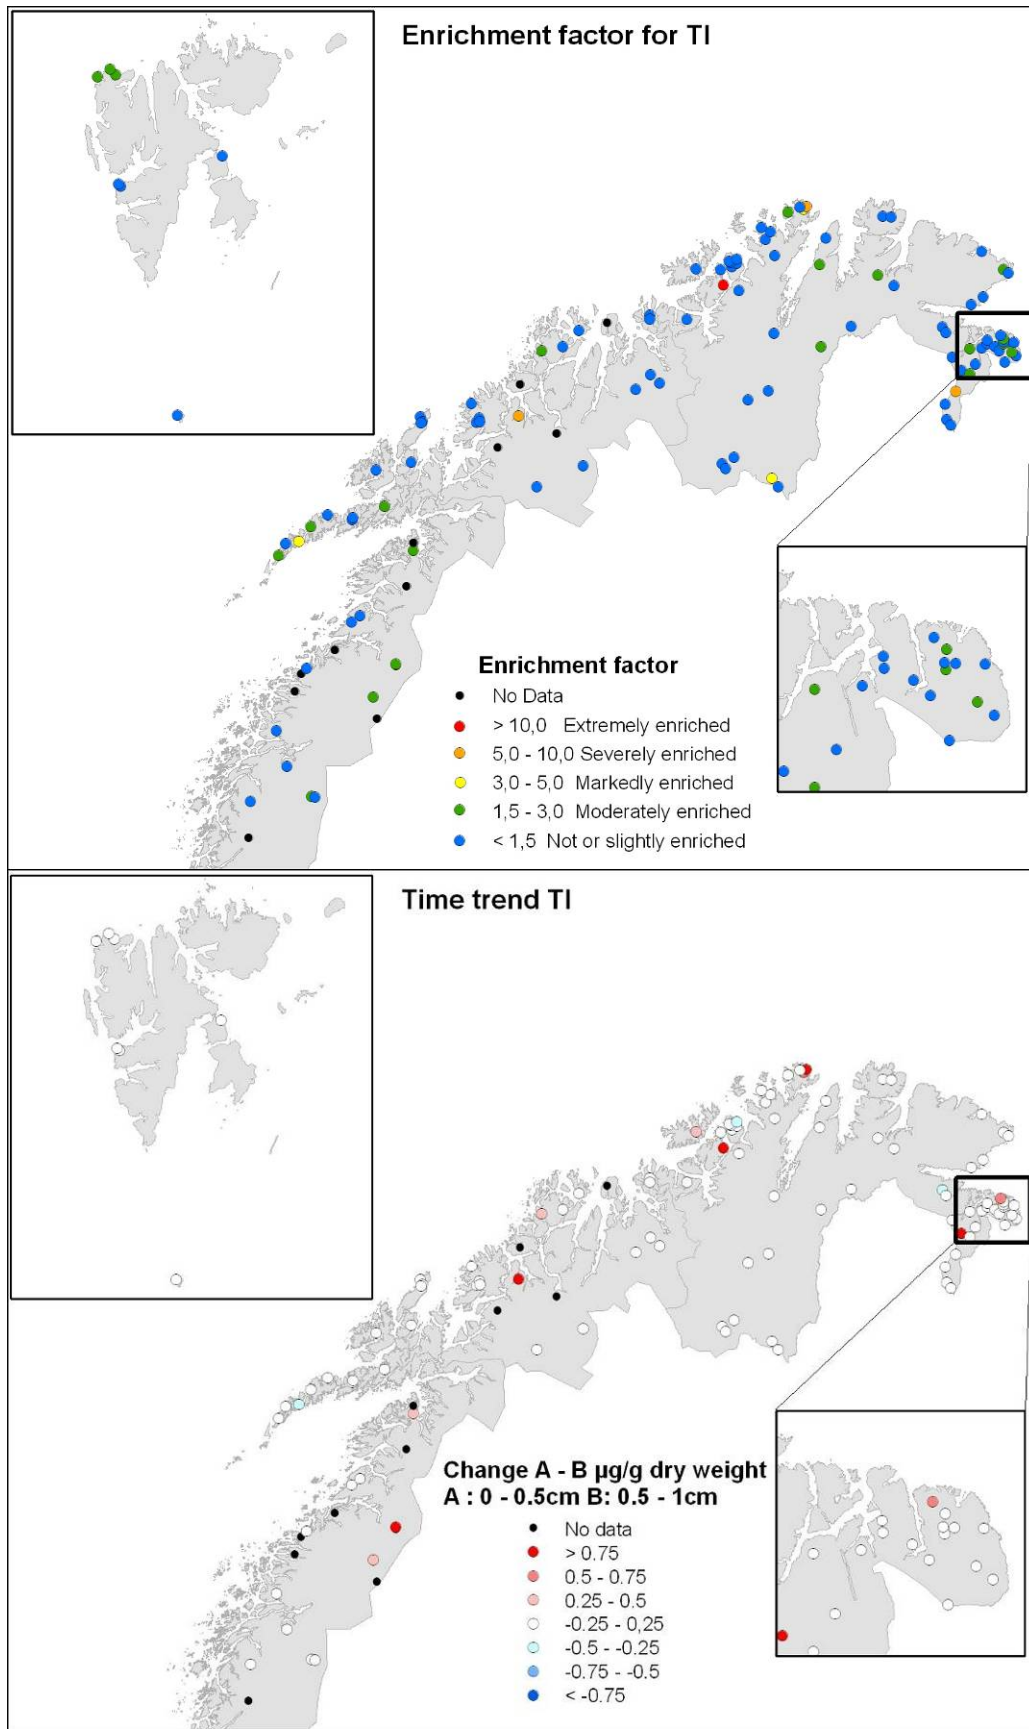 Enrichment factor for Tl
Enrichment factor
No Data
> 10,0 Extremely enriched
5,0 - 10,0 Severely enriched
3,0 - 5,0 Markedly enriched
1,5 - 3,0 Moderately enriched
< 1,5 Not or slightly enriched
Time trend Tl
Change A - B µg/g dry weight
A : 0 - 0.5cm B: 0.5 - 1cm
No data
> 0.75
0.5 - 0.75
0.25 - 0.5
-0.25 - 0,25
-0.5 - -0.25
-0.75 - -0.5
< -0.75